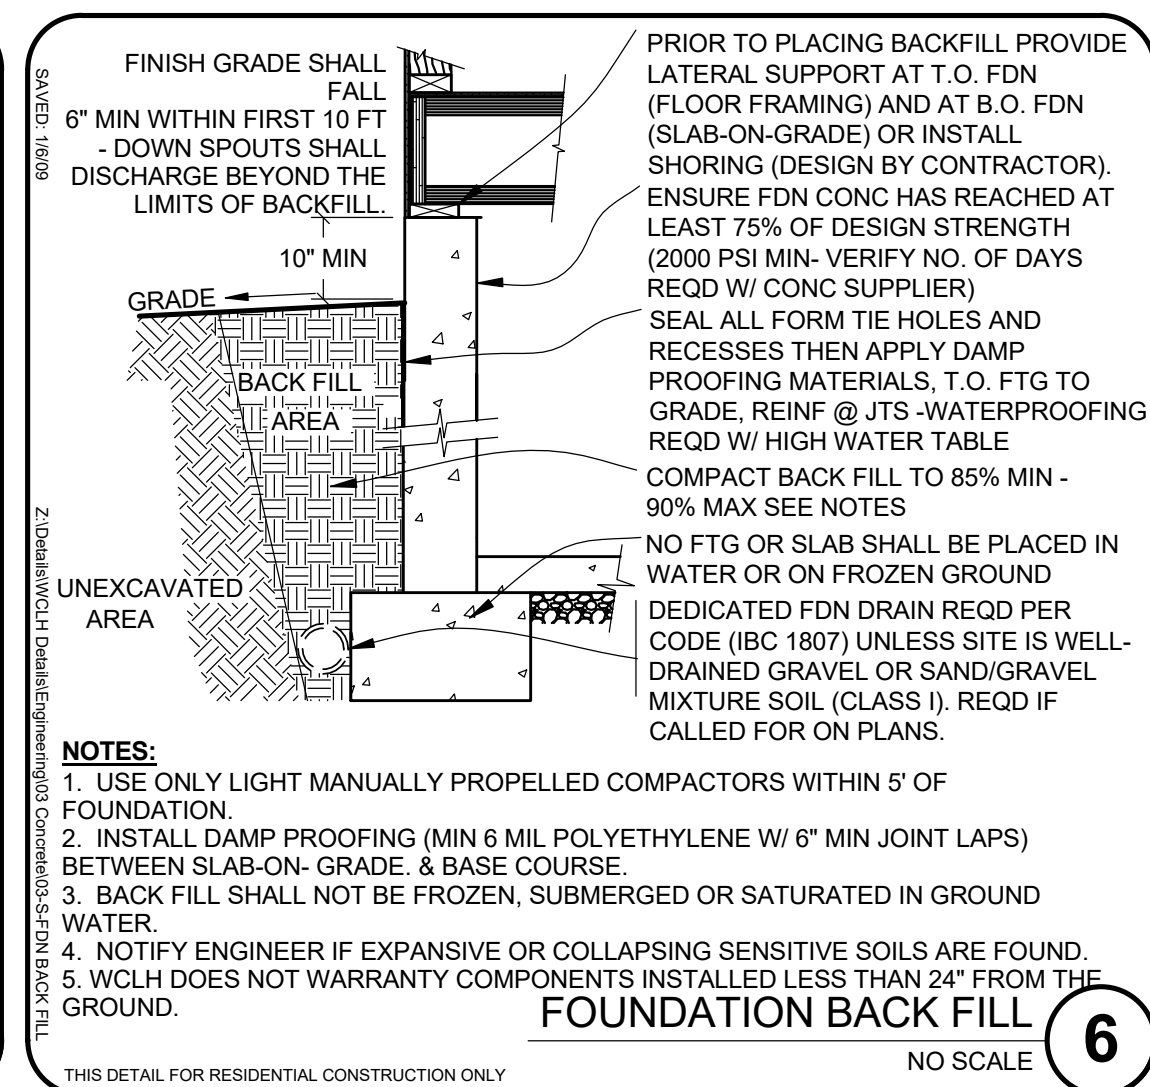 FINISH GRADE SHALL
FALL
6" MIN WITHIN FIRST 10 FT
- DOWN SPOUTS SHALL
DISCHARGE BEYOND THE
LIMITS OF BACKFILL.
10" MIN
GRADE
BACK FILL
AREA
UNEXCAVATED
AREA
PRIOR TO PLACING BACKFILL PROVIDE
LATERAL SUPPORT AT T.O. FDN
(FLOOR FRAMING) AND AT B.O. FDN
(SLAB-ON-GRADE) OR INSTALL
SHORING (DESIGN BY CONTRACTOR).
ENSURE FDN CONC HAS REACHED AT
LEAST 75% OF DESIGN STRENGTH
(2000 PSI MIN- VERIFY NO. OF DAYS
REQD W/ CONC SUPPLIER)
SEAL ALL FORM TIE HOLES AND
RECESSES THEN APPLY DAMP
PROOFING MATERIALS, T.O. FTG TO
GRADE, REINF @ JTS -WATERPROOFING
REQD W/ HIGH WATER TABLE
COMPACT BACK FILL TO 85% MIN -
90% MAX SEE NOTES
NO FTG OR SLAB SHALL BE PLACED IN
WATER OR ON FROZEN GROUND
DEDICATED FDN DRAIN REQD PER
CODE (IBC 1807) UNLESS SITE IS WELL-
DRAINED GRAVEL OR SAND/GRAVEL
MIXTURE SOIL (CLASS I). REQD IF
CALLED FOR ON PLANS.
NOTES:
1. USE ONLY LIGHT MANUALLY PROPELLED COMPACTORS WITHIN 5' OF
FOUNDATION.
2. INSTALL DAMP PROOFING (MIN 6 MIL POLYETHYLENE W/ 6" MIN JOINT LAPS)
BETWEEN SLAB-ON- GRADE. & BASE COURSE.
3. BACK FILL SHALL NOT BE FROZEN, SUBMERGED OR SATURATED IN GROUND
WATER.
4. NOTIFY ENGINEER IF EXPANSIVE OR COLLAPSING SENSITIVE SOILS ARE FOUND.
5. WCLH DOES NOT WARRANTY COMPONENTS INSTALLED LESS THAN 24" FROM THE
GROUND.
FOUNDATION BACK FILL
6
NO SCALE
THIS DETAIL FOR RESIDENTIAL CONSTRUCTION ONLY
SAVED: 1/6/09
Z:\Details\WCLH Details\Engineering\03 Concrete\03-S-FDN BACK FILL